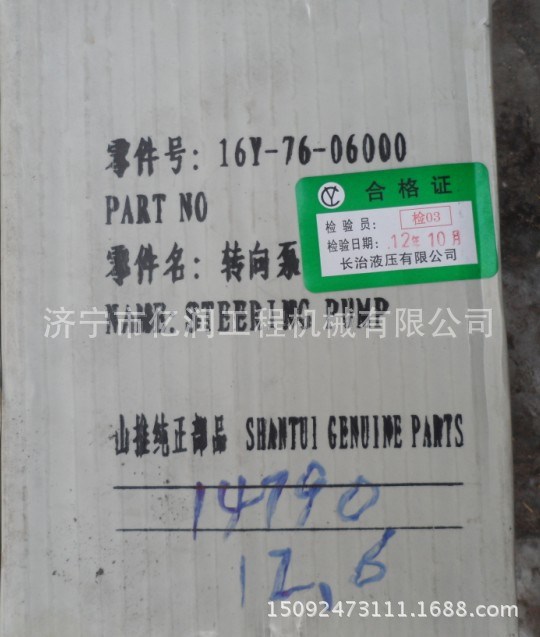 零件号: 16Y-76-06000
PART NO
零件名: 转向泵
NAME. STEERING PUMP
CY 合格证
检验员: 检03
检验日期: 12年10月
长治液压有限公司
济宁市亿润工程机械有限公司
山推纯正部品 SHANTUI GENUINE PARTS
14790
12,6
15092473111.1688.com